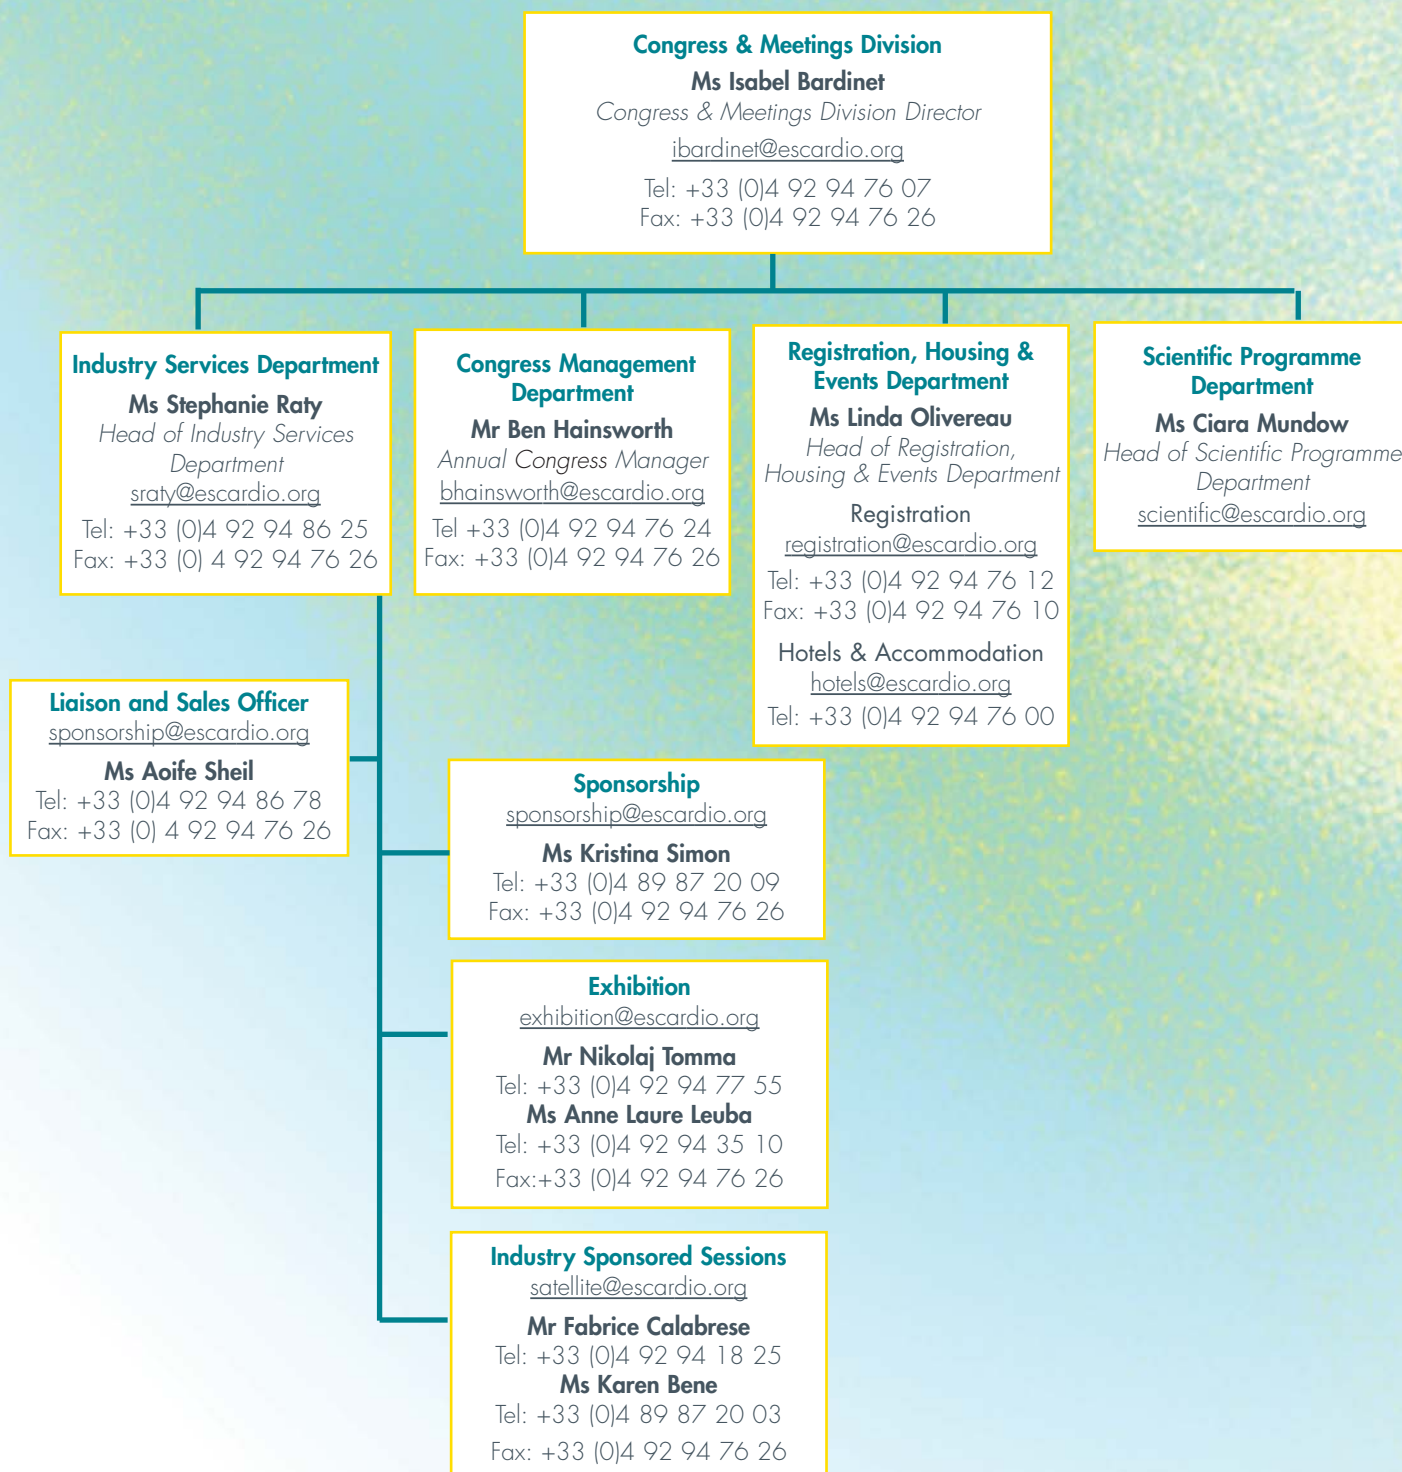 Congress & Meetings Division
Ms Isabel Bardinet
Congress & Meetings Division Director
ibardinet@escardio.org
Tel: +33 (0)4 92 94 76 07
Fax: +33 (0)4 92 94 76 26
Industry Services Department
Ms Stephanie Raty
Head of Industry Services
Department
sraty@escardio.org
Tel: +33 (0)4 92 94 86 25
Fax: +33 (0) 4 92 94 76 26
Congress Management
Department
Mr Ben Hainsworth
Annual Congress Manager
bhainsworth@escardio.org
Tel +33 (0)4 92 94 76 24
Fax: +33 (0)4 92 94 76 26
Registration, Housing &
Events Department
Ms Linda Olivereau
Head of Registration,
Housing & Events Department
Registration
registration@escardio.org
Tel: +33 (0)4 92 94 76 12
Fax: +33 (0)4 92 94 76 10
Hotels & Accommodation
hotels@escardio.org
Tel: +33 (0)4 92 94 76 00
Scientific Programme
Department
Ms Ciara Mundow
Head of Scientific Programme
Department
scientific@escardio.org
Liaison and Sales Officer
sponsorship@escardio.org
Ms Aoife Sheil
Tel: +33 (0)4 92 94 86 78
Fax: +33 (0) 4 92 94 76 26
Sponsorship
sponsorship@escardio.org
Ms Kristina Simon
Tel: +33 (0)4 89 87 20 09
Fax: +33 (0)4 92 94 76 26
Exhibition
exhibition@escardio.org
Mr Nikolaj Tomma
Tel: +33 (0)4 92 94 77 55
Ms Anne Laure Leuba
Tel: +33 (0)4 92 94 35 10
Fax:+33 (0)4 92 94 76 26
Industry Sponsored Sessions
satellite@escardio.org
Mr Fabrice Calabrese
Tel: +33 (0)4 92 94 18 25
Ms Karen Bene
Tel: +33 (0)4 89 87 20 03
Fax: +33 (0)4 92 94 76 26